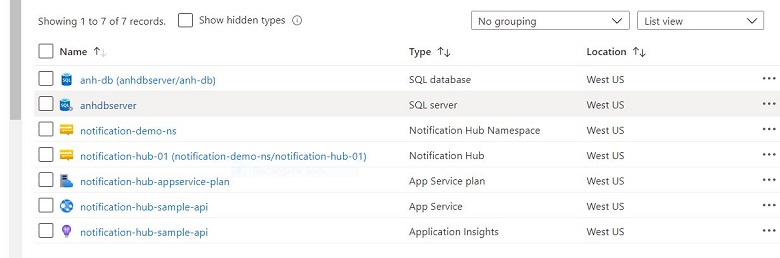 Showing 1 to 7 of 7 records. Show hidden types No grouping List view
Name Type Location
anh-db (anhdbserver/anh-db) SQL database West US
anhdbserver SQL server West US
notification-demo-ns Notification Hub Namespace West US
notification-hub-01 (notification-demo-ns/notification-hub-01) Notification Hub West US
notification-hub-appservice-plan App Service plan West US
notification-hub-sample-api App Service West US
notification-hub-sample-api Application Insights West US